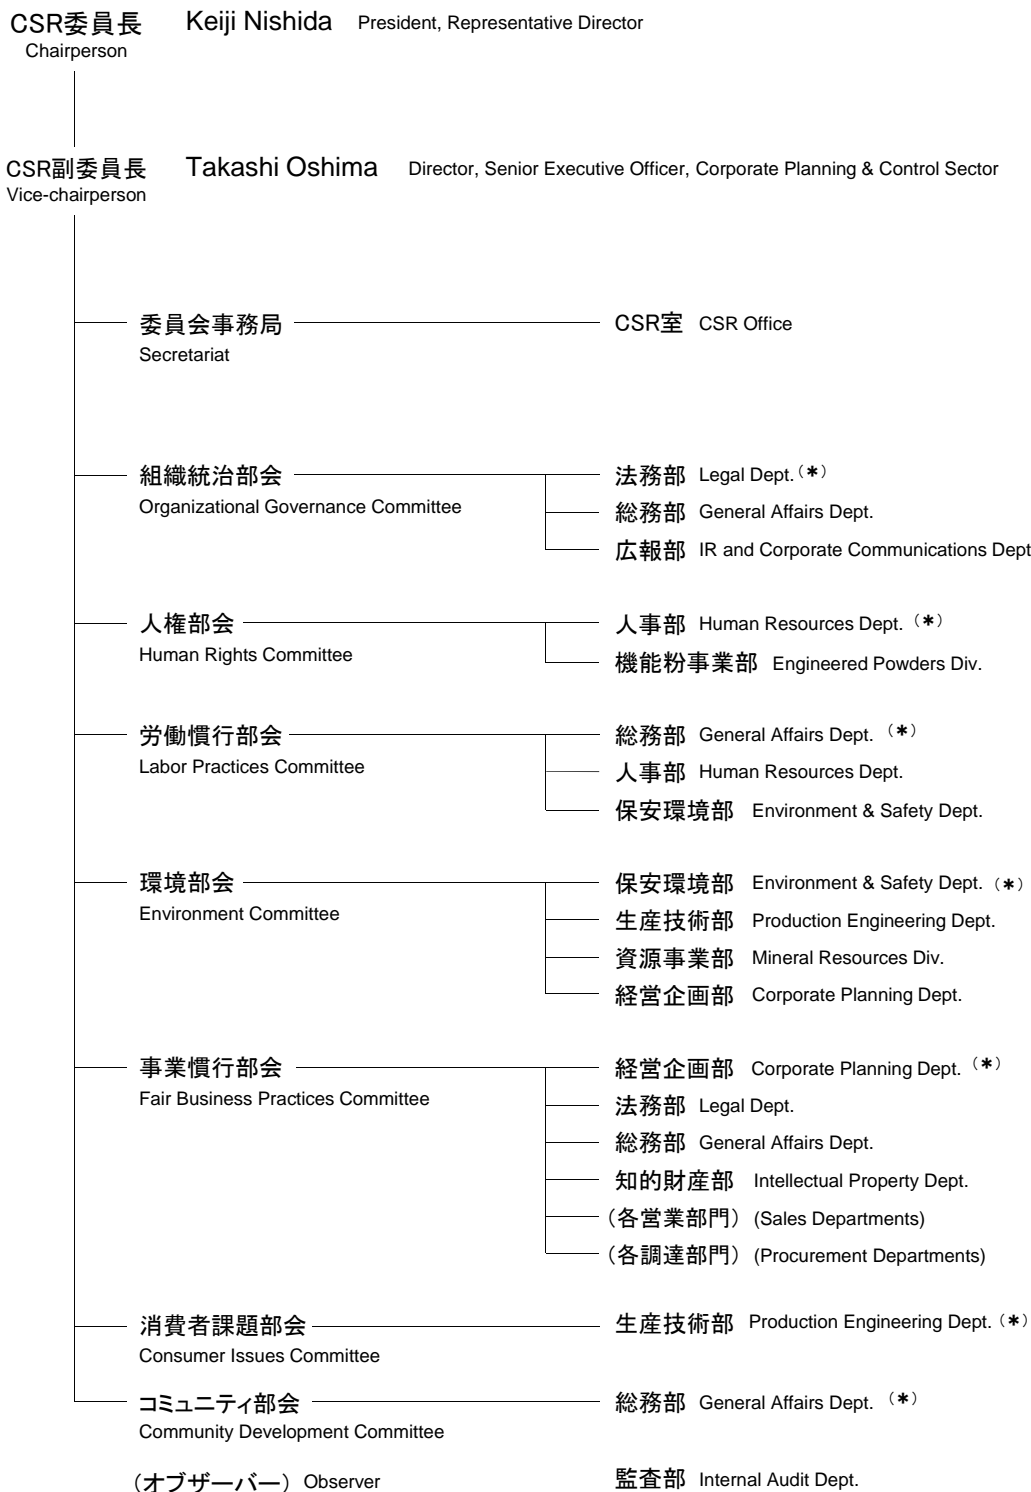 CSR委員長 Keiji Nishida President, Representative Director
Chairperson
CSR副委員長 Takashi Oshima Director, Senior Executive Officer, Corporate Planning & Control Sector
Vice-chairperson
委員会事務局 CSR室 CSR Office
Secretariat
組織統治部会 法務部 Legal Dept.(＊)
Organizational Governance Committee
総務部 General Affairs Dept.
広報部 IR and Corporate Communications Dept
人権部会 人事部 Human Resources Dept. (＊)
Human Rights Committee
機能粉事業部 Engineered Powders Div.
労働慣行部会 総務部 General Affairs Dept. (＊)
Labor Practices Committee
人事部 Human Resources Dept.
保安環境部 Environment & Safety Dept.
環境部会 保安環境部 Environment & Safety Dept. (＊)
Environment Committee
生産技術部 Production Engineering Dept.
資源事業部 Mineral Resources Div.
経営企画部 Corporate Planning Dept.
事業慣行部会 経営企画部 Corporate Planning Dept. (＊)
Fair Business Practices Committee
法務部 Legal Dept.
総務部 General Affairs Dept.
知的財産部 Intellectual Property Dept.
（各営業部門） (Sales Departments)
（各調達部門） (Procurement Departments)
消費者課題部会 生産技術部 Production Engineering Dept. (＊)
Consumer Issues Committee
コミュニティ部会 総務部 General Affairs Dept. (＊)
Community Development Committee
（オブザーバー） Observer 監査部 Internal Audit Dept.